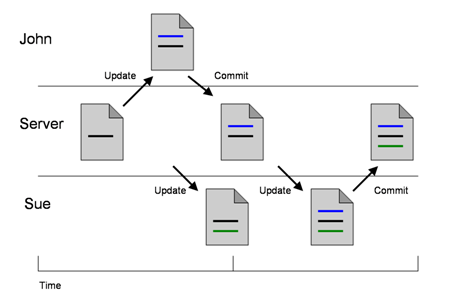 John
Update
Commit
Server
Update
Update
Commit
Sue
Time